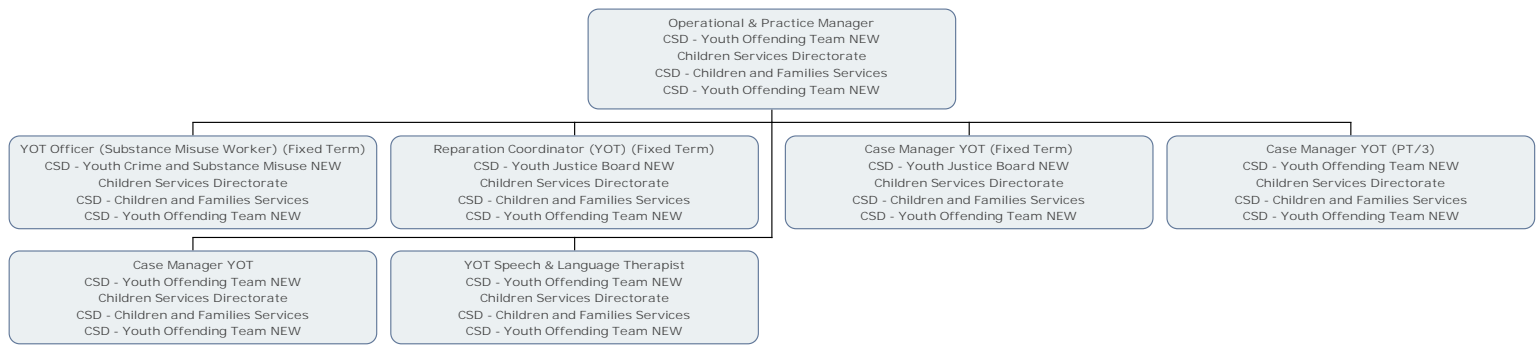 Operational & Practice Manager
CSD - Youth Offending Team NEW
Children Services Directorate
CSD - Children and Families Services
CSD - Youth Offending Team NEW
YOT Officer (Substance Misuse Worker) (Fixed Term)
CSD - Youth Crime and Substance Misuse NEW
Children Services Directorate
CSD - Children and Families Services
CSD - Youth Offending Team NEW
Reparation Coordinator (YOT) (Fixed Term)
CSD - Youth Justice Board NEW
Children Services Directorate
CSD - Children and Families Services
CSD - Youth Offending Team NEW
Case Manager YOT (Fixed Term)
CSD - Youth Justice Board NEW
Children Services Directorate
CSD - Children and Families Services
CSD - Youth Offending Team NEW
Case Manager YOT (PT/3)
CSD - Youth Offending Team NEW
Children Services Directorate
CSD - Children and Families Services
CSD - Youth Offending Team NEW
Case Manager YOT
CSD - Youth Offending Team NEW
Children Services Directorate
CSD - Children and Families Services
CSD - Youth Offending Team NEW
YOT Speech & Language Therapist
CSD - Youth Offending Team NEW
Children Services Directorate
CSD - Children and Families Services
CSD - Youth Offending Team NEW